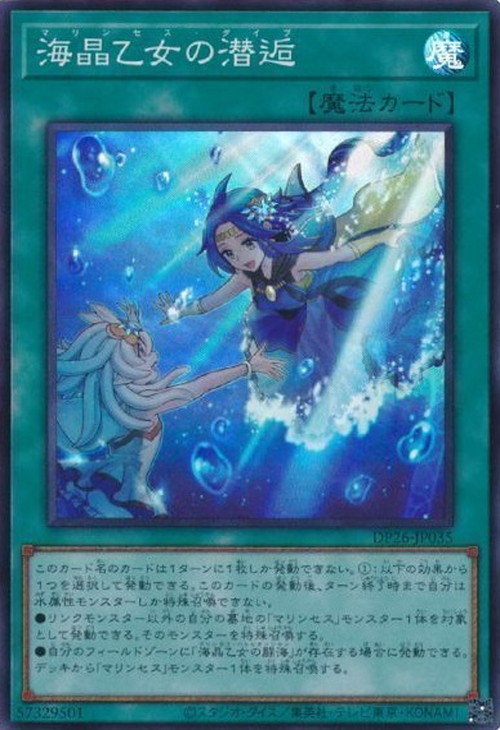 マリンセス・ダイブ
海晶乙女の潜逅
魔
【魔法カード】
DP26-JP035
このカード名のカードは1ターンに1枚しか発動できない。①:以下の効果から
1つを選択して発動できる。このカードの発動後、ターン終了時まで自分は
水属性モンスターしか特殊召喚できない。
●リンクモンスター以外の自分の墓地の「マリンセス」モンスター1体を対象
として発動できる。そのモンスターを特殊召喚する。
●自分のフィールドゾーンに「海晶乙女の闘海」が存在する場合に発動できる。
デッキから「マリンセス」モンスター1体を特殊召喚する。
57329501
©スタジオ・ダイス/集英社・テレビ東京・KONAMI